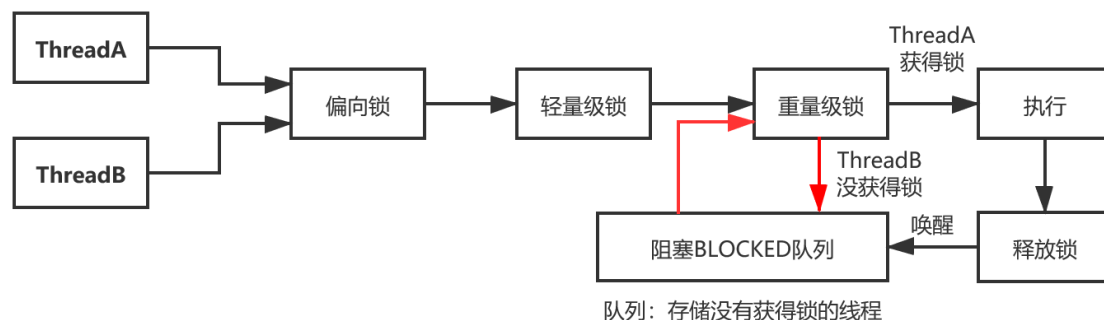 ThreadA
ThreadB
偏向锁
轻量级锁
重量级锁
ThreadA
获得锁
执行
ThreadB
没获得锁
阻塞BLOCKED队列
唤醒
释放锁
队列：存储没有获得锁的线程